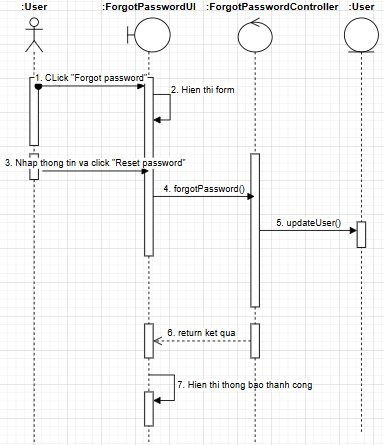 :User
:ForgotPasswordUI
:ForgotPasswordController
:User
1. CLick "Forgot password"
2. Hien thi form
3. Nhap thong tin va click "Reset password"
4. forgotPassword()
5. updateUser()
6. return ket qua
7. Hien thi thong bao thanh cong